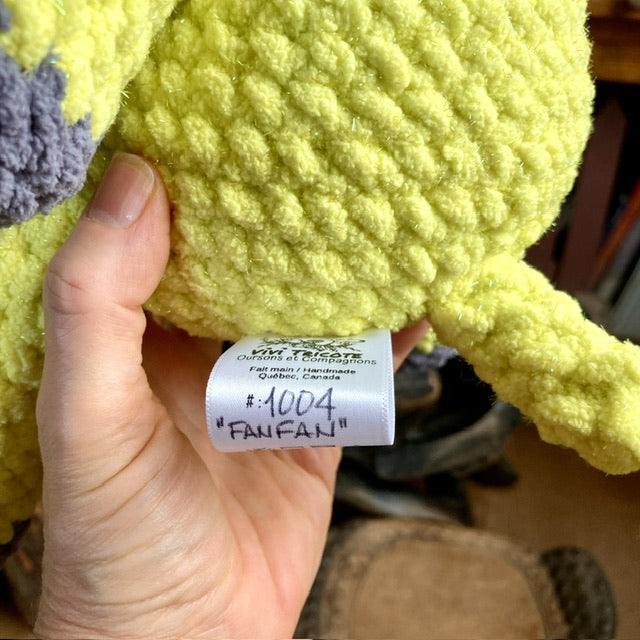 VIVI TRICOTE
Oursons et Compagnons
Fait main / Handmade
Québec, Canada
#:1004
"FANFAN"